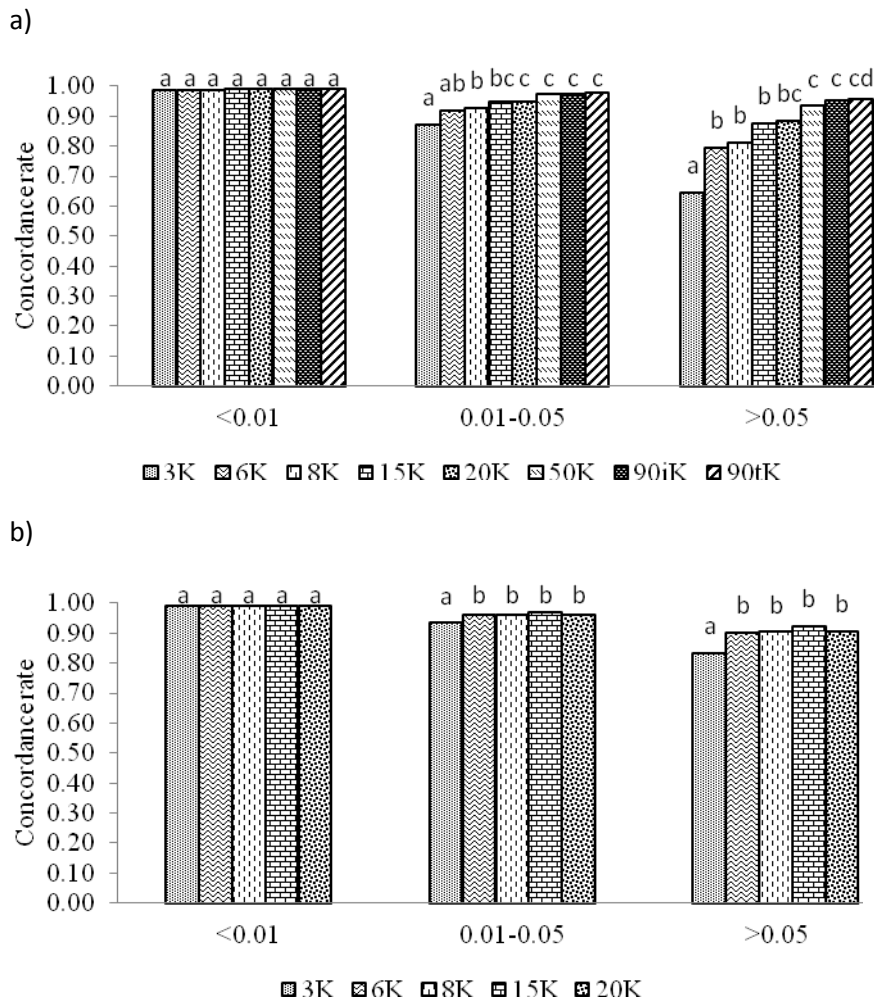 a)
a a a a a a a a
a ab b bc c c c c
a b b b bc c c cd
1.00
0.90
0.80
0.70
0.60
0.50
0.40
0.30
0.20
0.10
0.00
Concordancerate
<0.01 0.01-0.05 >0.05
3K 6K 8K 15K 20K 50K 90iK 90tK
b)
a a a a a
a b b b b
a b b b b
1.00
0.90
0.80
0.70
0.60
0.50
0.40
0.30
0.20
0.10
0.00
Concordancerate
<0.01 0.01-0.05 >0.05
3K 6K 8K 15K 20K